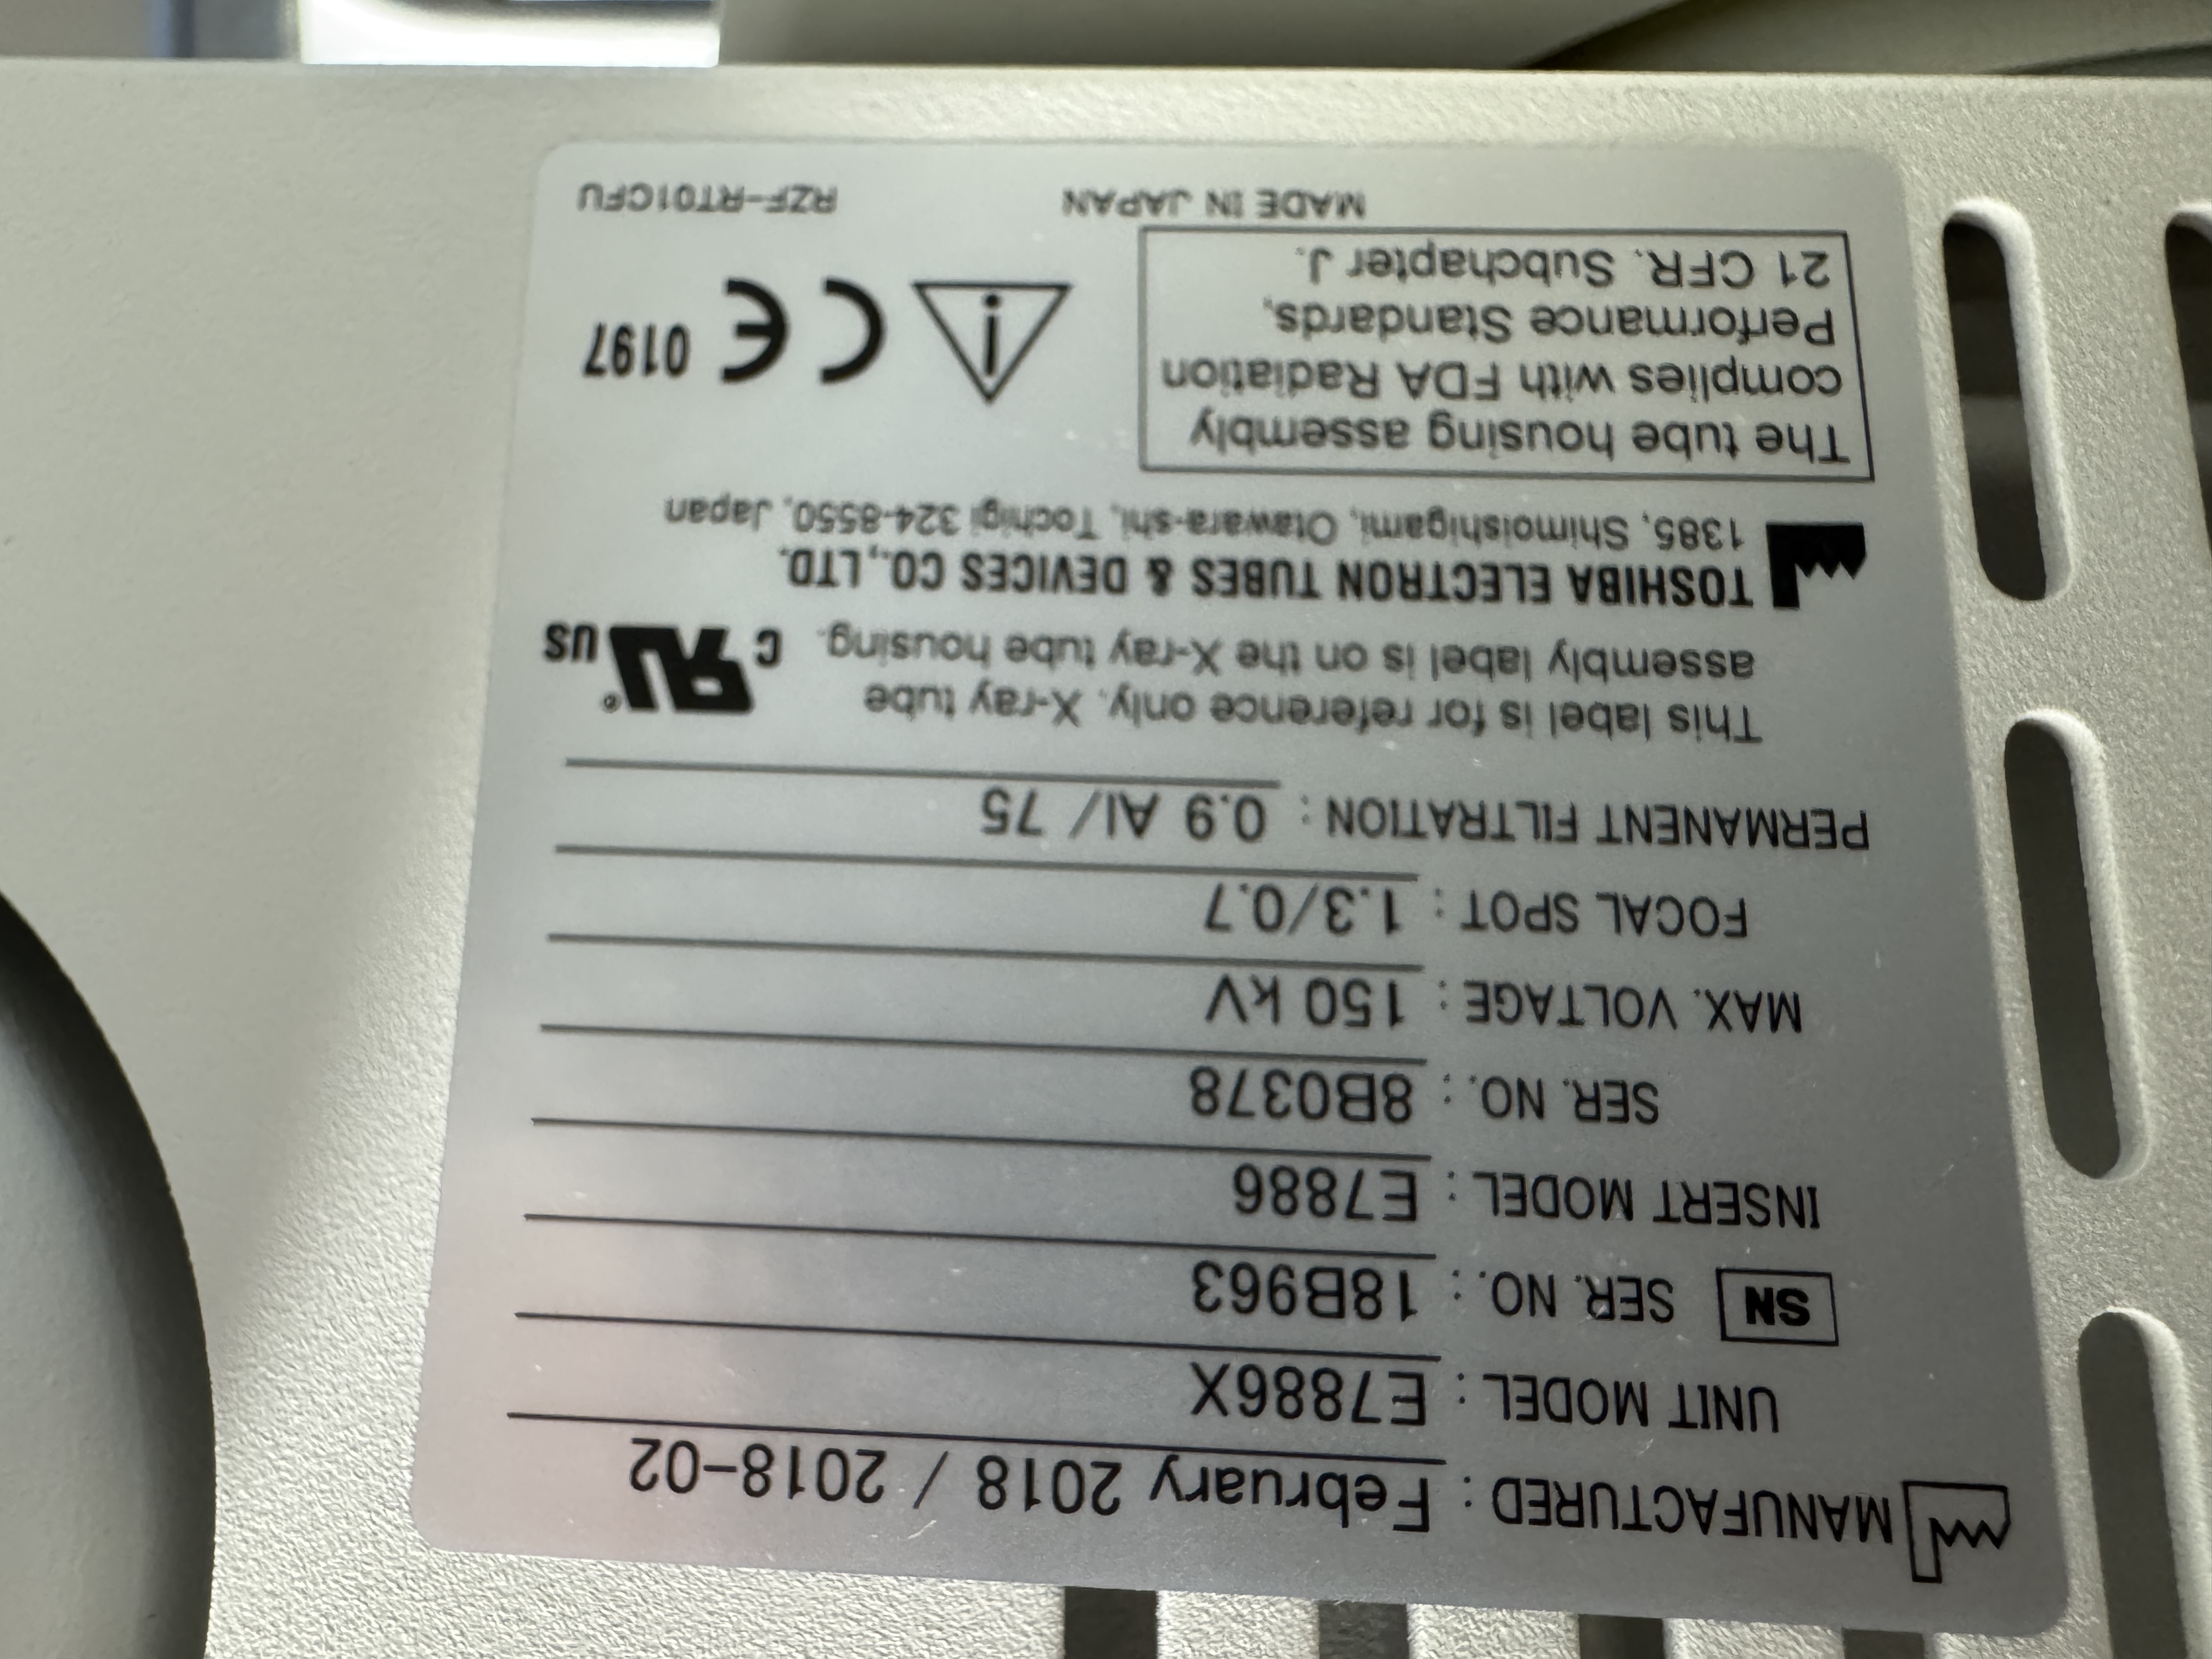 MANUFACTURED : February 2018 / 2018-02
UNIT MODEL : E7886X
SN SER. NO. : 18B963
INSERT MODEL : E7886
SER. NO. : 8B0378
MAX. VOLTAGE : 150 kV
FOCAL SPOT : 1.3/0.7
PERMANENT FILTRATION : 0.9 Al/ 75
This label is for reference only. X-ray tube
assembly label is on the X-ray tube housing.
C RU ® US
TOSHIBA ELECTRON TUBES & DEVICES CO.,LTD.
1385, Shimoishigami, Otawara-shi, Tochigi 324-8550, Japan
The tube housing assembly
complies with FDA Radiation
Performance Standards,
21 CFR. Subchapter J.
i CE 0197
MADE IN JAPAN RZF-RT01CFU